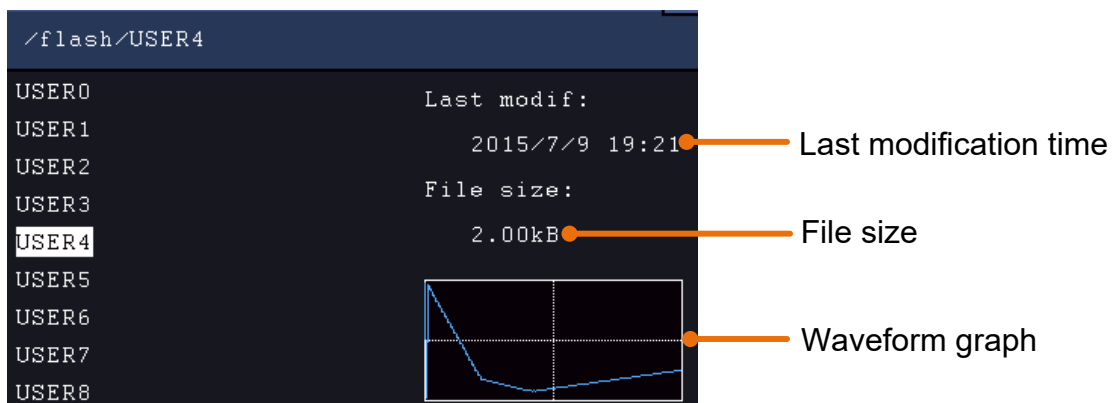 /flash/USER4
USER0
USER1
USER2
USER3
USER4
USER5
USER6
USER7
USER8
Last modif:
2015/7/9 19:21
File size:
2.00kB
Last modification time
File size
Waveform graph